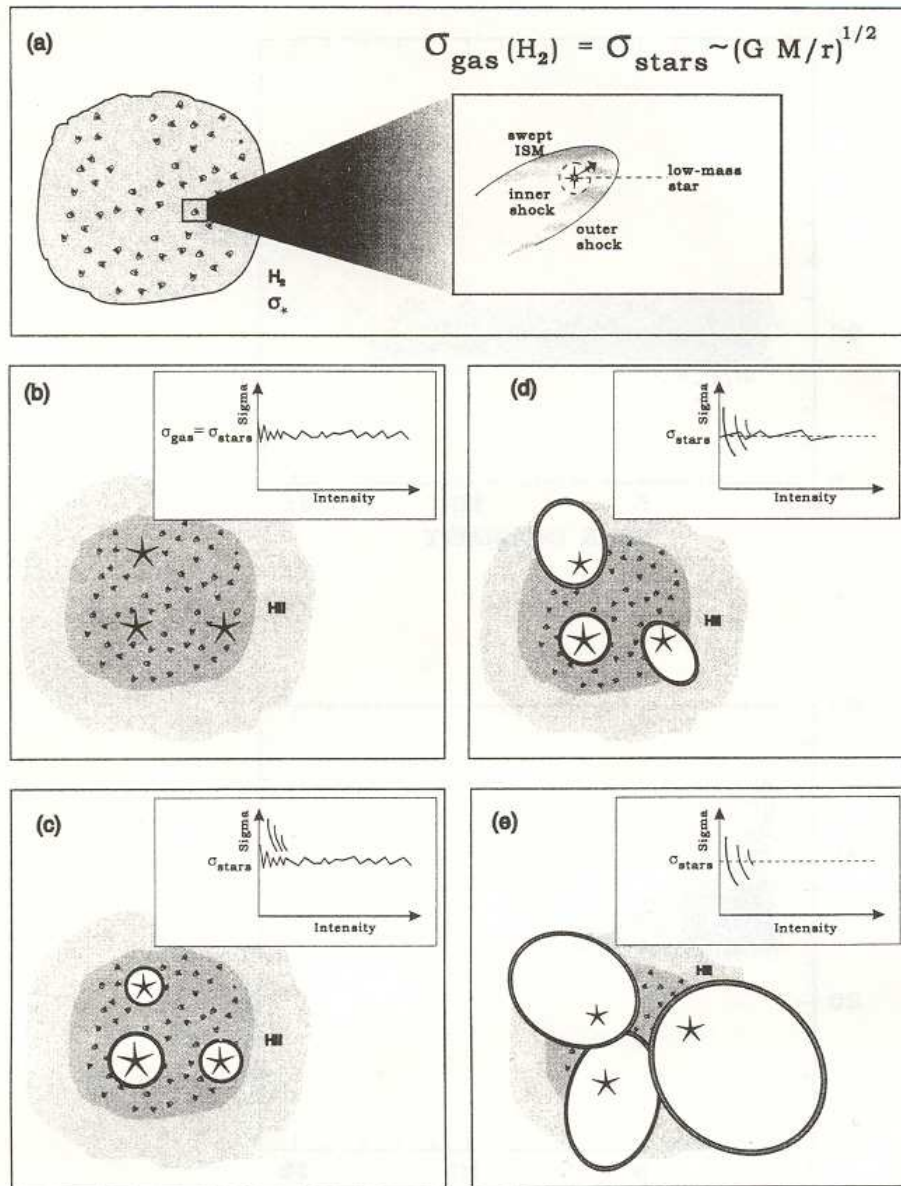 (a)
σgas (H2) = σstars ~ (G M/r)^1/2
swept
ISM
low-mass
star
inner
shock
outer
shock
H2
σ*
(b)
Sigma
σgas = σstars
Intensity
HII
(d)
Sigma
σstars
Intensity
HII
(c)
Sigma
σstars
Intensity
HII
(e)
Sigma
σstars
Intensity
HII